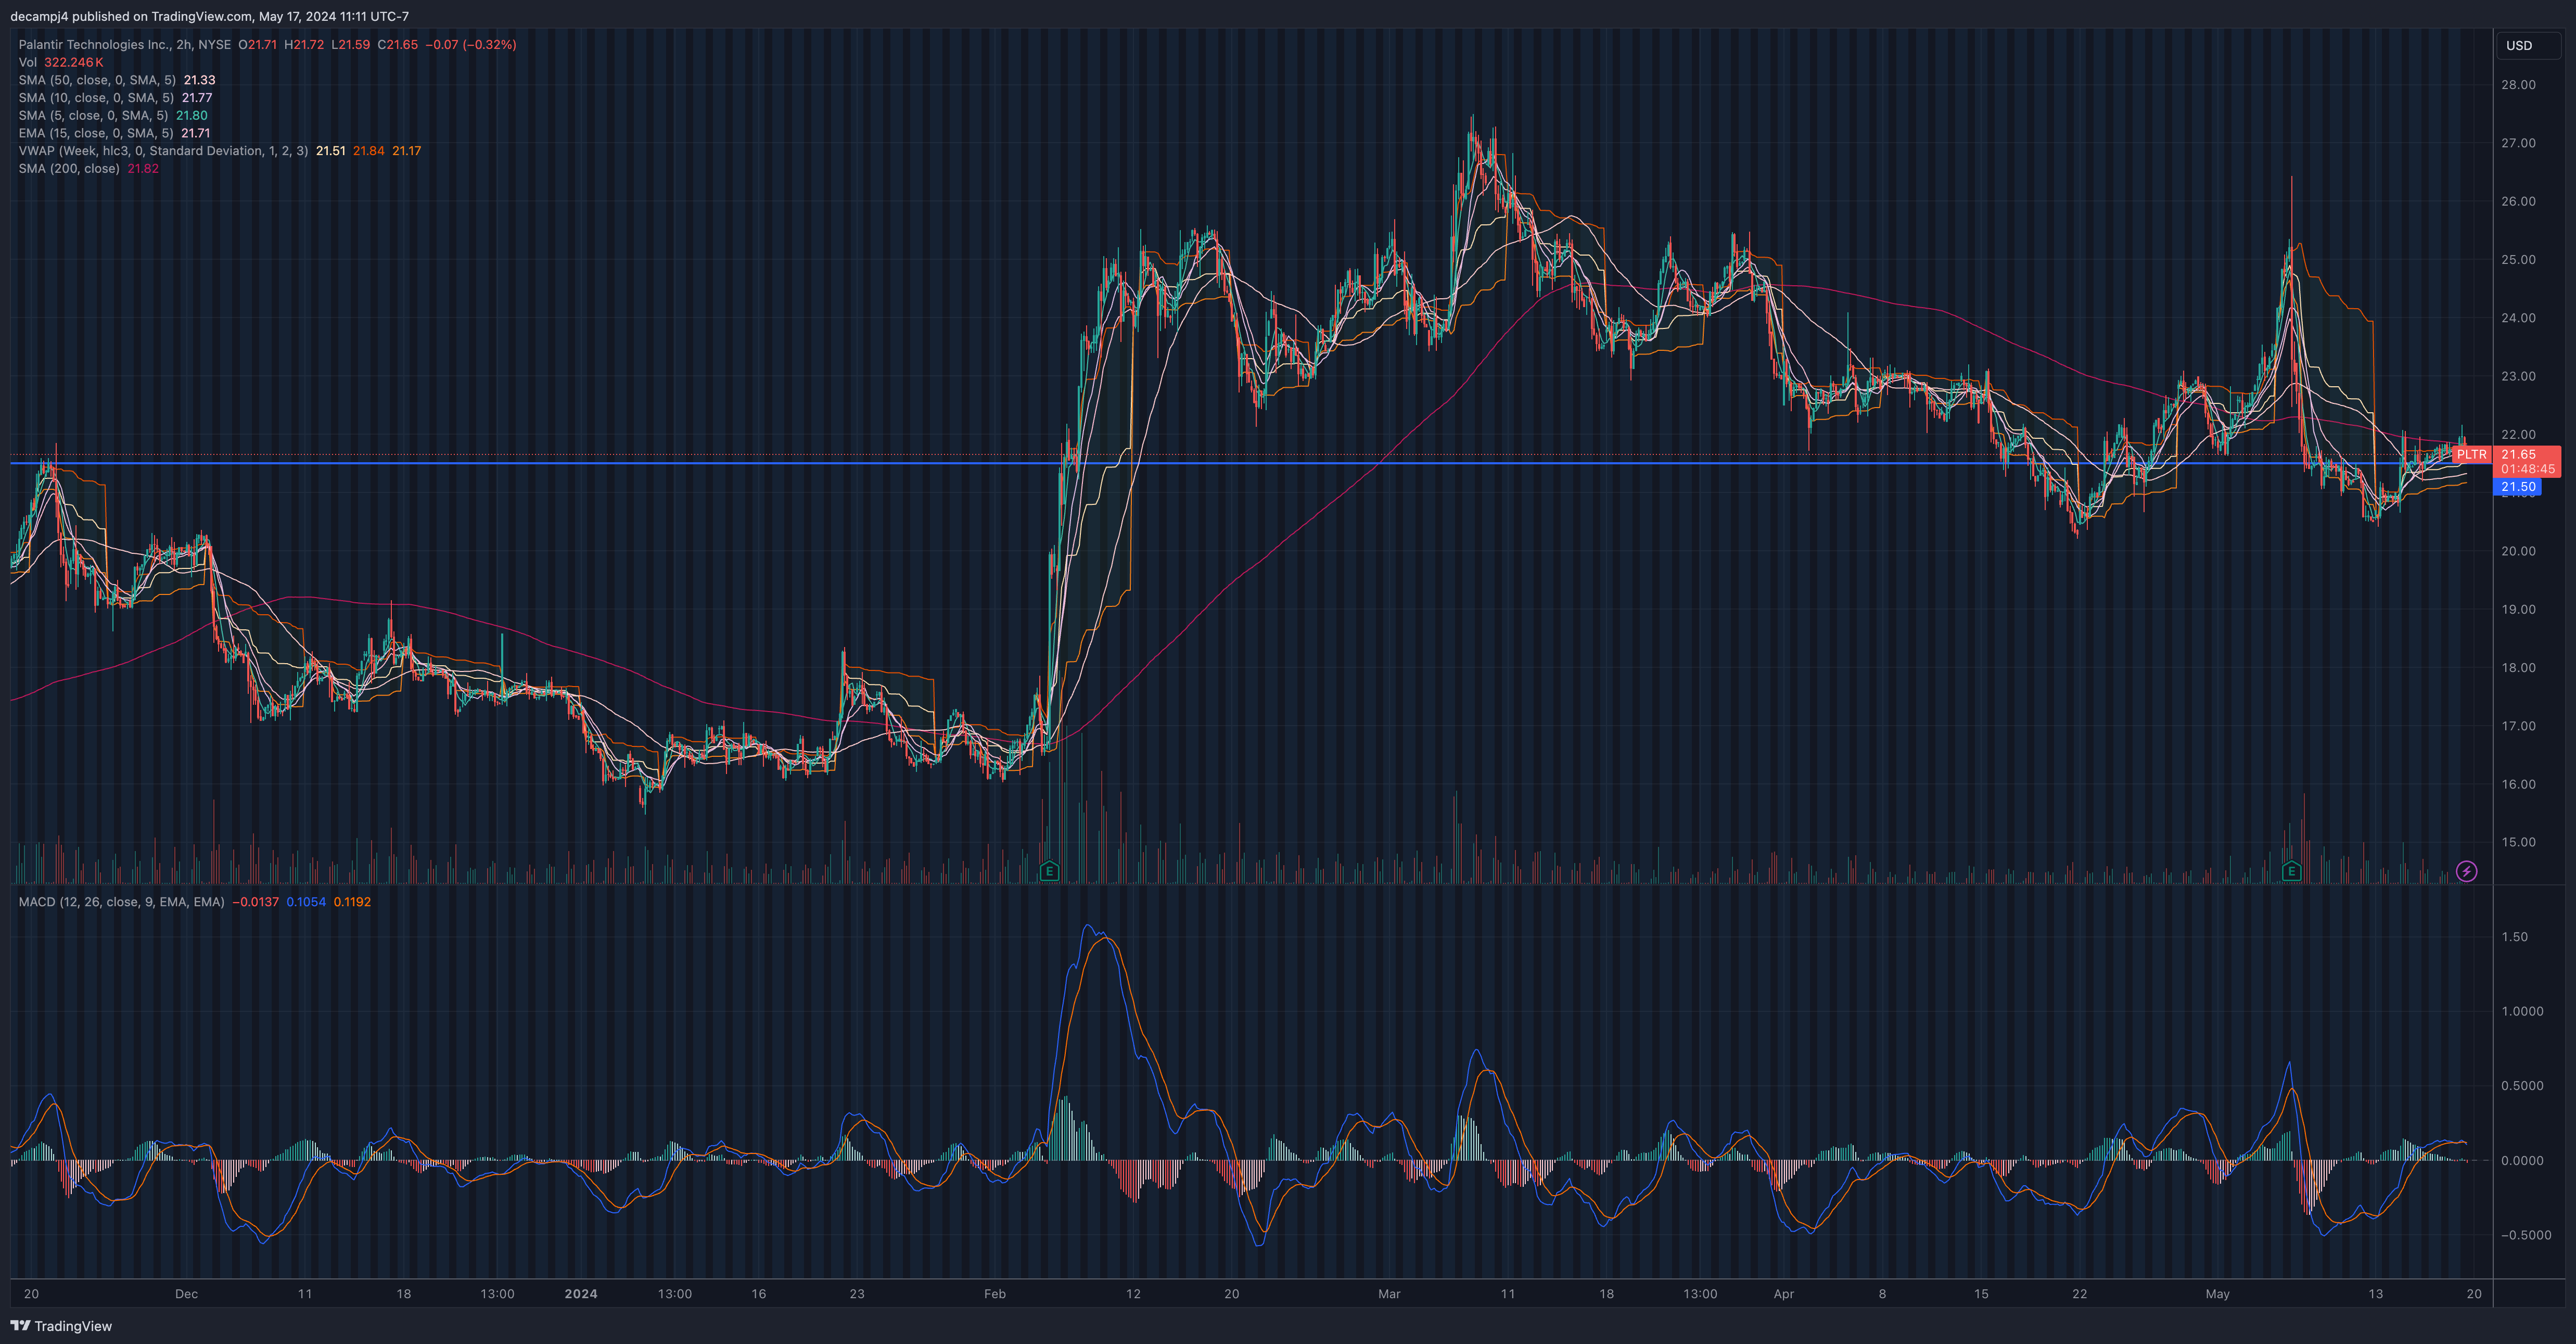 decampj4 published on TradingView.com, May 17, 2024 11:11 UTC-7
USD
Palantir Technologies Inc., 2h, NYSE O21.71 H21.72 L21.59 C21.65 −0.07 (−0.32%)
Vol 322.246K
SMA (50, close, 0, SMA, 5) 21.33
SMA (10, close, 0, SMA, 5) 21.77
SMA (5, close, 0, SMA, 5) 21.80
EMA (15, close, 0, SMA, 5) 21.71
VWAP (Week, hlc3, 0, Standard Deviation, 1, 2, 3) 21.51 21.84 21.17
SMA (200, close) 21.82
28.00
27.00
26.00
25.00
24.00
23.00
22.00
PLTR 21.65
01:48:45
21.50
20.00
19.00
18.00
17.00
16.00
15.00
E E
MACD (12, 26, close, 9, EMA, EMA) −0.0137 0.1054 0.1192
1.50
1.0000
0.5000
0.0000
−0.5000
20 Dec 11 18 13:00 2024 13:00 16 23 Feb 12 20 Mar 11 18 13:00 Apr 8 15 22 May 13 20
TradingView